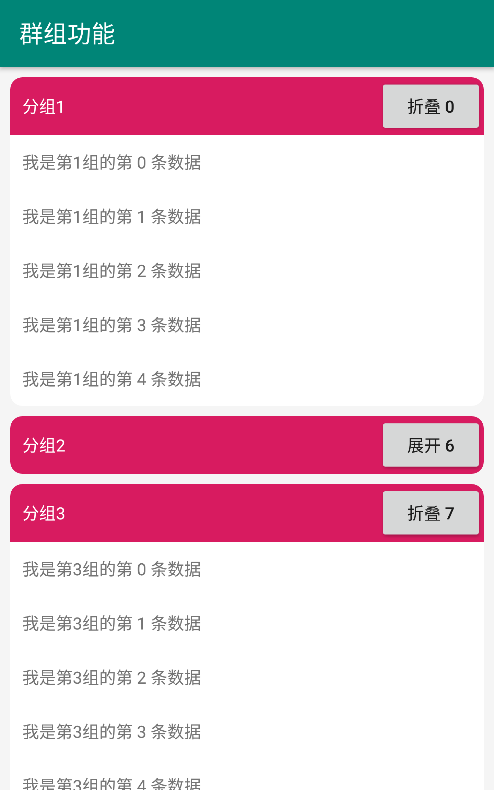 群组功能
分组1
折叠 0
我是第1组的第 0 条数据
我是第1组的第 1 条数据
我是第1组的第 2 条数据
我是第1组的第 3 条数据
我是第1组的第 4 条数据
分组2
展开 6
分组3
折叠 7
我是第3组的第 0 条数据
我是第3组的第 1 条数据
我是第3组的第 2 条数据
我是第3组的第 3 条数据
我是第3组的第 4 条数据